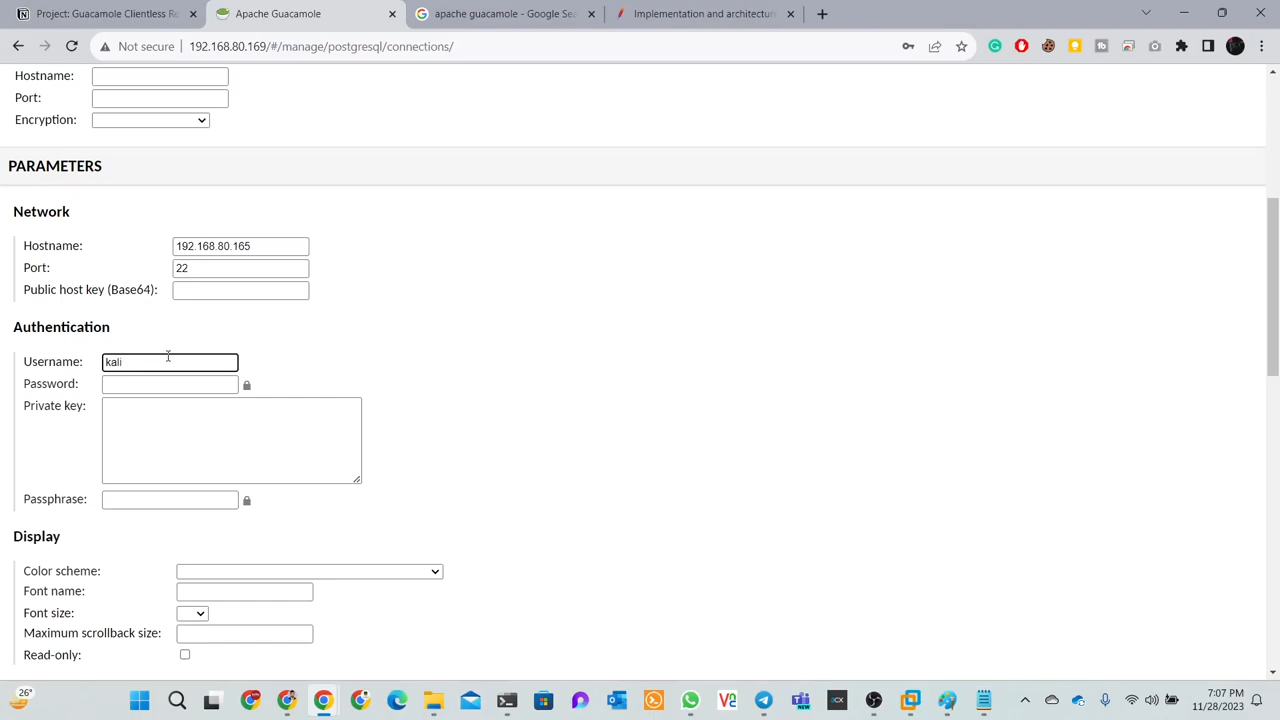 Project: Guacamole Clientless Re
Apache Guacamole
apache guacamole - Google Sea
Implementation and architectur
Not secure
192.168.80.169/#/manage/postgresql/connections/
Hostname:
Port:
Encryption:
PARAMETERS
Network
Hostname: 192.168.80.165
Port: 22
Public host key (Base64):
Authentication
Username: kali
Password:
Private key:
Passphrase:
Display
Color scheme:
Font name:
Font size:
Maximum scrollback size:
Read-only:
26°
7:07 PM
11/28/2023